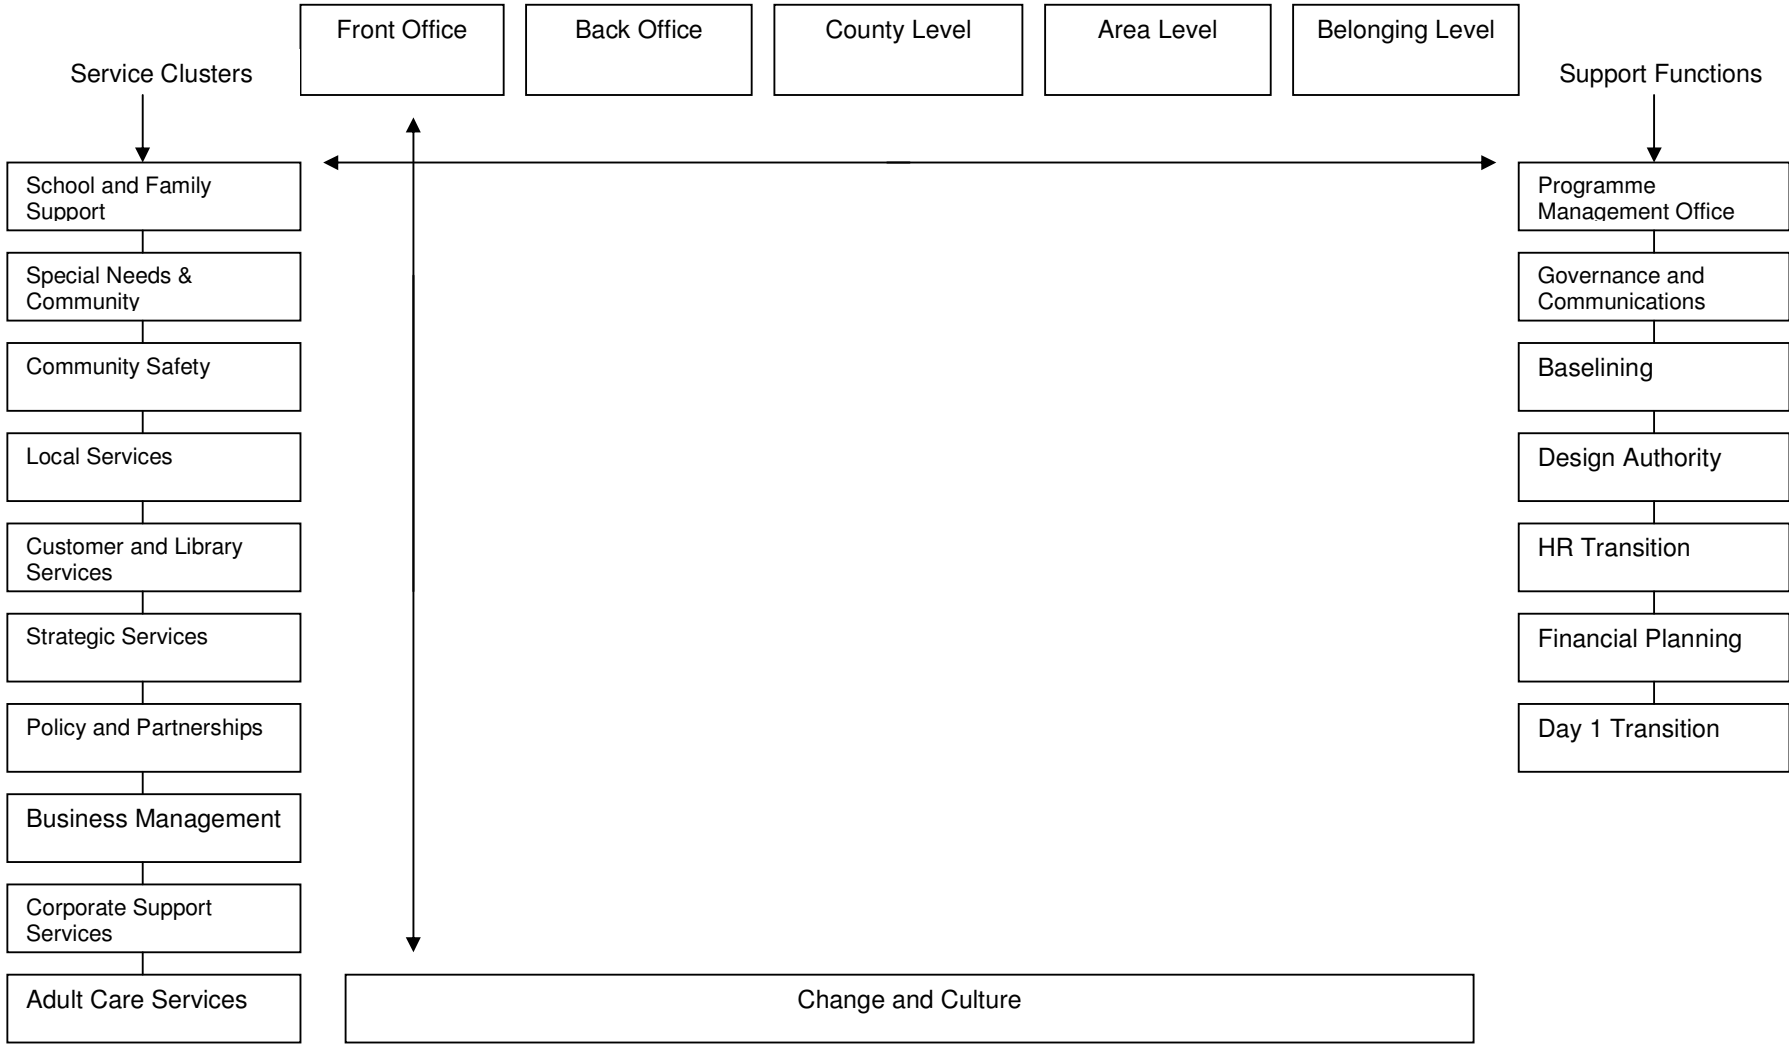 Front Office
Back Office
County Level
Area Level
Belonging Level
Service Clusters
Support Functions
School and Family
Support
Special Needs &
Community
Community Safety
Local Services
Customer and Library
Services
Strategic Services
Policy and Partnerships
Business Management
Corporate Support
Services
Adult Care Services
Programme
Management Office
Governance and
Communications
Baselining
Design Authority
HR Transition
Financial Planning
Day 1 Transition
Change and Culture